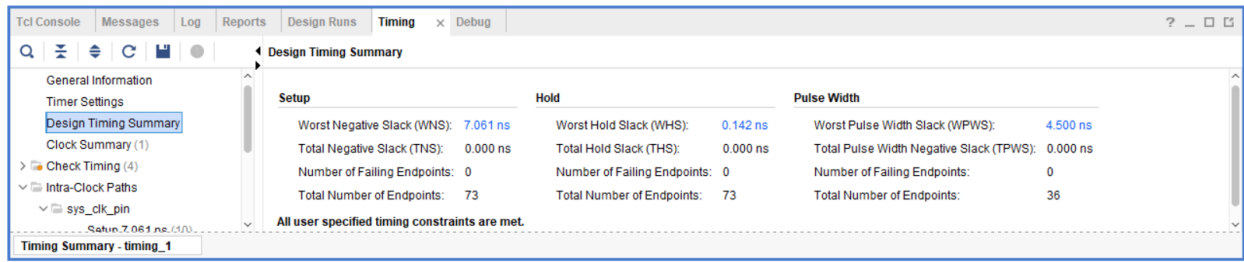 Tcl Console Messages Log Reports Design Runs Timing × Debug ?
Design Timing Summary
General Information
Timer Settings
Design Timing Summary
Clock Summary (1)
Check Timing (4)
Intra-Clock Paths
sys_clk_pin
Setup 7.061 ns (10)
Setup Hold Pulse Width
Worst Negative Slack (WNS): 7.061 ns Worst Hold Slack (WHS): 0.142 ns Worst Pulse Width Slack (WPWS): 4.500 ns
Total Negative Slack (TNS): 0.000 ns Total Hold Slack (THS): 0.000 ns Total Pulse Width Negative Slack (TPWS): 0.000 ns
Number of Failing Endpoints: 0 Number of Failing Endpoints: 0 Number of Failing Endpoints: 0
Total Number of Endpoints: 73 Total Number of Endpoints: 73 Total Number of Endpoints: 36
All user specified timing constraints are met.
Timing Summary - timing_1